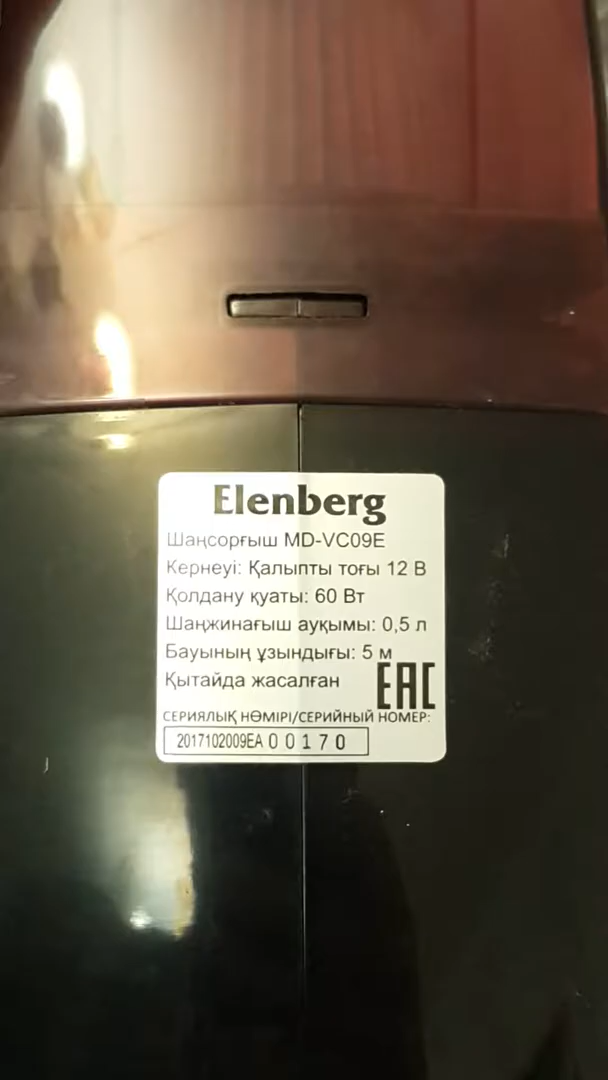 Elenberg
Шаңсорғыш MD-VC09E
Кернеуі: Қалыпты тоғы 12 В
Қолдану қуаты: 60 Вт
Шаңжинағыш ауқымы: 0,5 л
Бауының ұзындығы: 5 м
Қытайда жасалған
EAC
СЕРИЯЛЫҚ НӨМІРІ/СЕРИЙНЫЙ НОМЕР:
2017102009EA 0 0 1 7 0